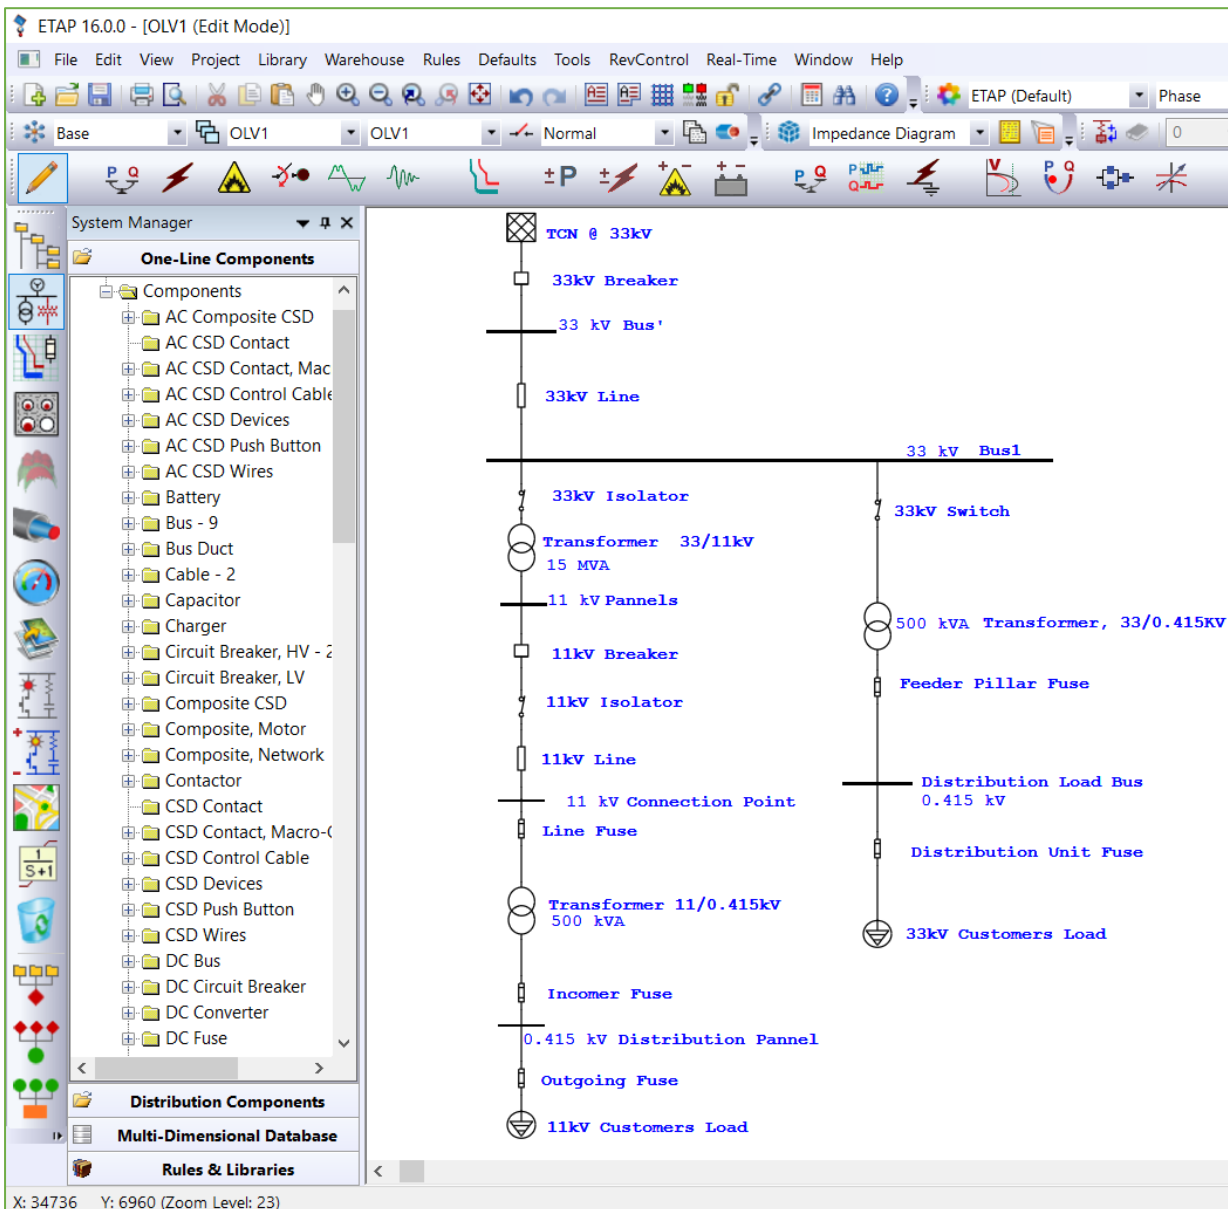 ETAP 16.0.0 - [OLV1 (Edit Mode)]
File Edit View Project Library Warehouse Rules Defaults Tools RevControl Real-Time Window Help
ETAP (Default) Phase
Base OLV1 OLV1 Normal Impedance Diagram 0
System Manager
One-Line Components
Components
AC Composite CSD
AC CSD Contact
AC CSD Contact, Mac
AC CSD Control Cable
AC CSD Devices
AC CSD Push Button
AC CSD Wires
Battery
Bus - 9
Bus Duct
Cable - 2
Capacitor
Charger
Circuit Breaker, HV - 2
Circuit Breaker, LV
Composite CSD
Composite, Motor
Composite, Network
Contactor
CSD Contact
CSD Contact, Macro-C
CSD Control Cable
CSD Devices
CSD Push Button
CSD Wires
DC Bus
DC Circuit Breaker
DC Converter
DC Fuse
Distribution Components
Multi-Dimensional Database
Rules & Libraries
TCN @ 33kV
33kV Breaker
33 kV Bus'
33kV Line
33 kV Bus1
33kV Isolator
33kV Switch
Transformer 33/11kV
15 MVA
11 kV Pannels
500 kVA Transformer, 33/0.415KV
11kV Breaker
Feeder Pillar Fuse
11kV Isolator
11kV Line
Distribution Load Bus
0.415 kV
11 kV Connection Point
Line Fuse
Distribution Unit Fuse
Transformer 11/0.415kV
500 kVA
33kV Customers Load
Incomer Fuse
0.415 kV Distribution Pannel
Outgoing Fuse
11kV Customers Load
X: 34736 Y: 6960 (Zoom Level: 23)